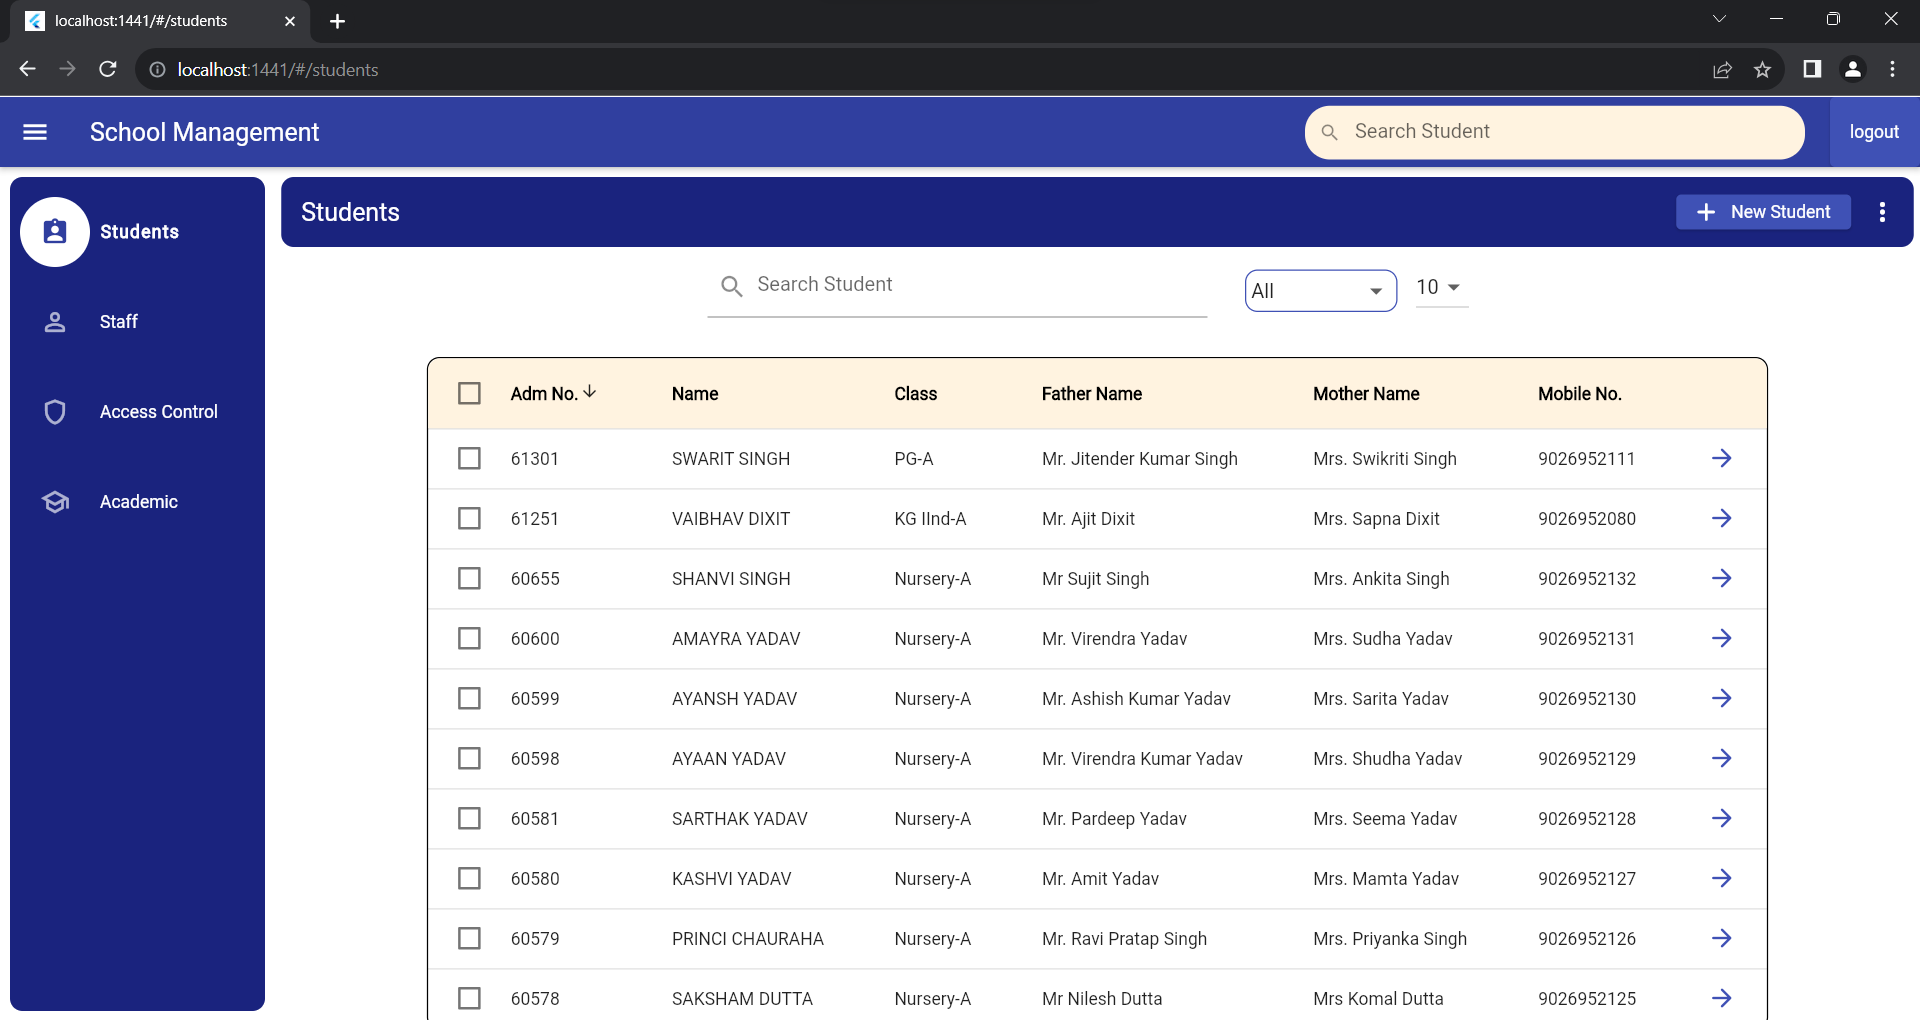 localhost:1441/#/students
localhost:1441/#/students
School Management
Search Student
logout
Students
Staff
Access Control
Academic
Students
New Student
Search Student
All
10
Adm No. Name Class Father Name Mother Name Mobile No.
61301 SWARIT SINGH PG-A Mr. Jitender Kumar Singh Mrs. Swikriti Singh 9026952111
61251 VAIBHAV DIXIT KG IInd-A Mr. Ajit Dixit Mrs. Sapna Dixit 9026952080
60655 SHANVI SINGH Nursery-A Mr Sujit Singh Mrs. Ankita Singh 9026952132
60600 AMAYRA YADAV Nursery-A Mr. Virendra Yadav Mrs. Sudha Yadav 9026952131
60599 AYANSH YADAV Nursery-A Mr. Ashish Kumar Yadav Mrs. Sarita Yadav 9026952130
60598 AYAAN YADAV Nursery-A Mr. Virendra Kumar Yadav Mrs. Shudha Yadav 9026952129
60581 SARTHAK YADAV Nursery-A Mr. Pardeep Yadav Mrs. Seema Yadav 9026952128
60580 KASHVI YADAV Nursery-A Mr. Amit Yadav Mrs. Mamta Yadav 9026952127
60579 PRINCI CHAURAHA Nursery-A Mr. Ravi Pratap Singh Mrs. Priyanka Singh 9026952126
60578 SAKSHAM DUTTA Nursery-A Mr Nilesh Dutta Mrs Komal Dutta 9026952125